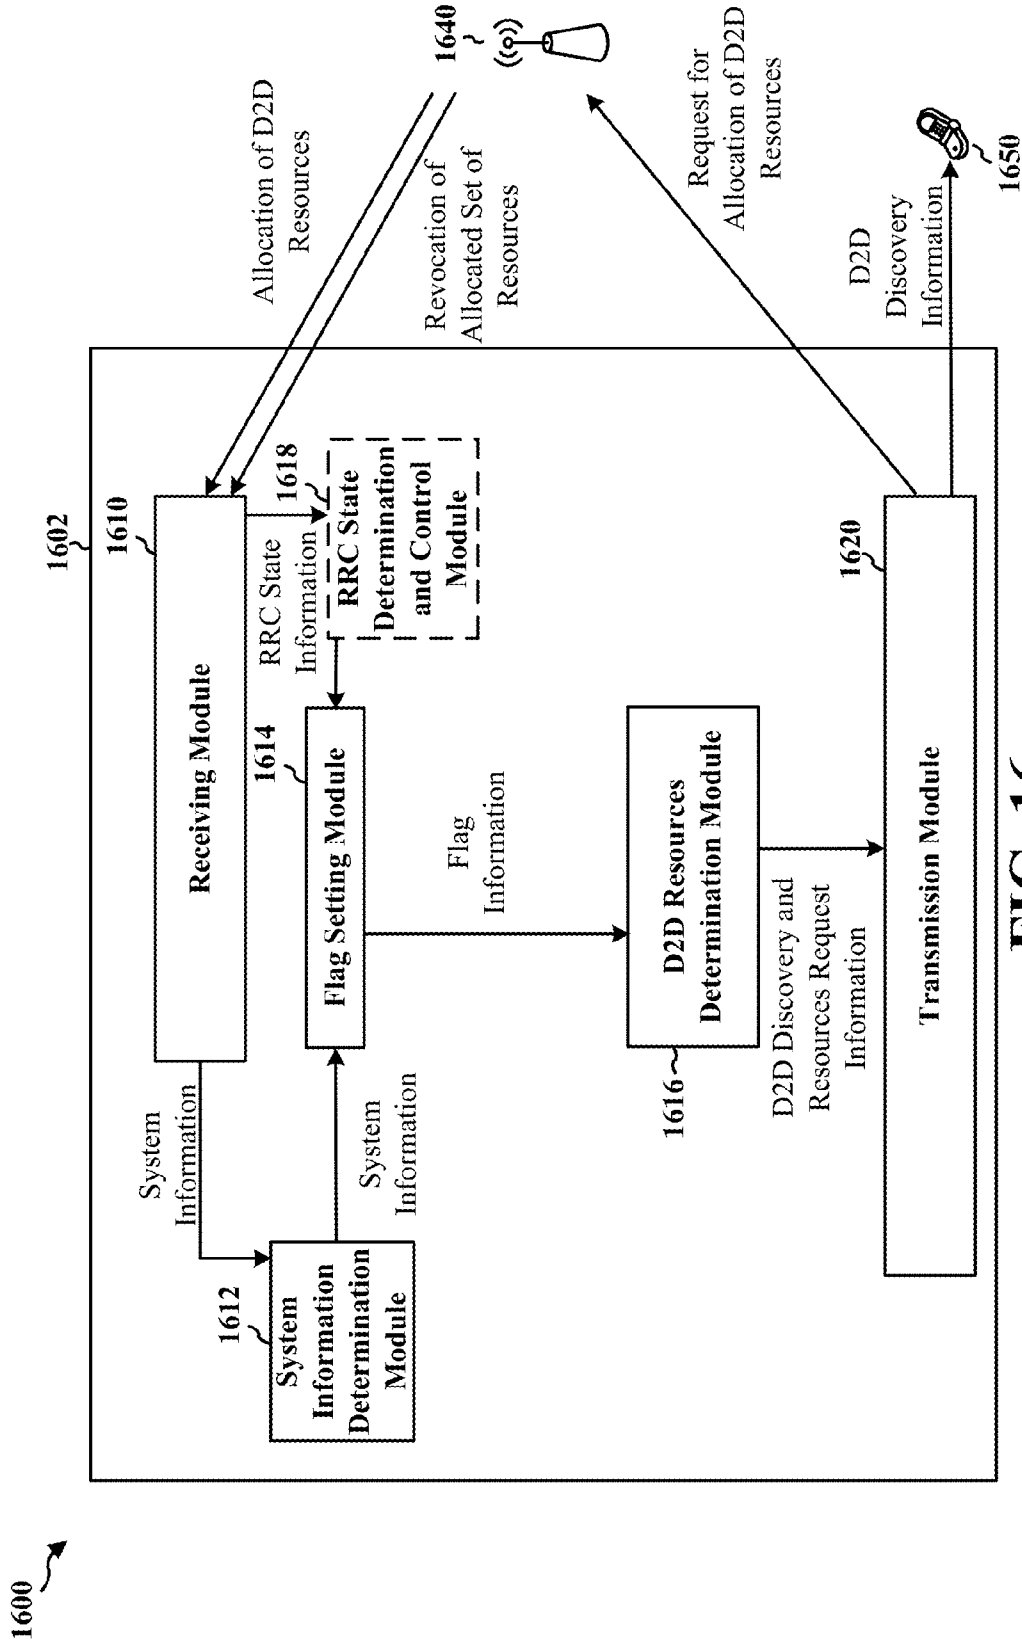 1600
1602
1610
Receiving Module
System
Information
1612
System
Information
Determination
Module
System
Information
1614
Flag Setting Module
RRC State
Information
1618
RRC State
Determination
and Control
Module
Flag
Information
1616
D2D Resources
Determination Module
D2D Discovery and
Resources Request
Information
1620
Transmission Module
Allocation of D2D
Resources
Revocation of
Allocated Set of
Resources
1640
Request for
Allocation of D2D
Resources
D2D
Discovery
Information
1650